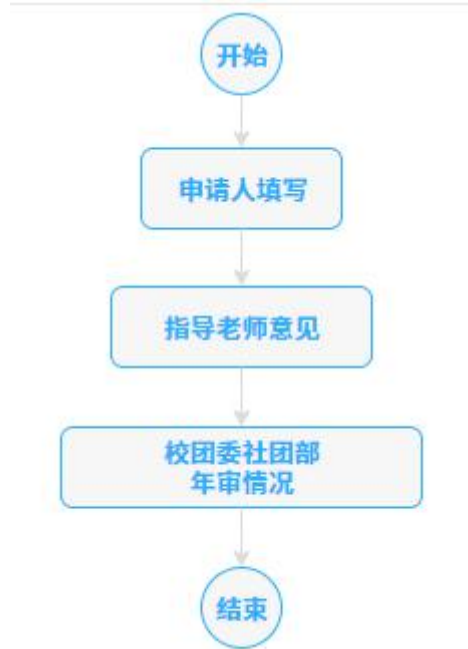 开始
申请人填写
指导老师意见
校团委社团部
年审情况
结束